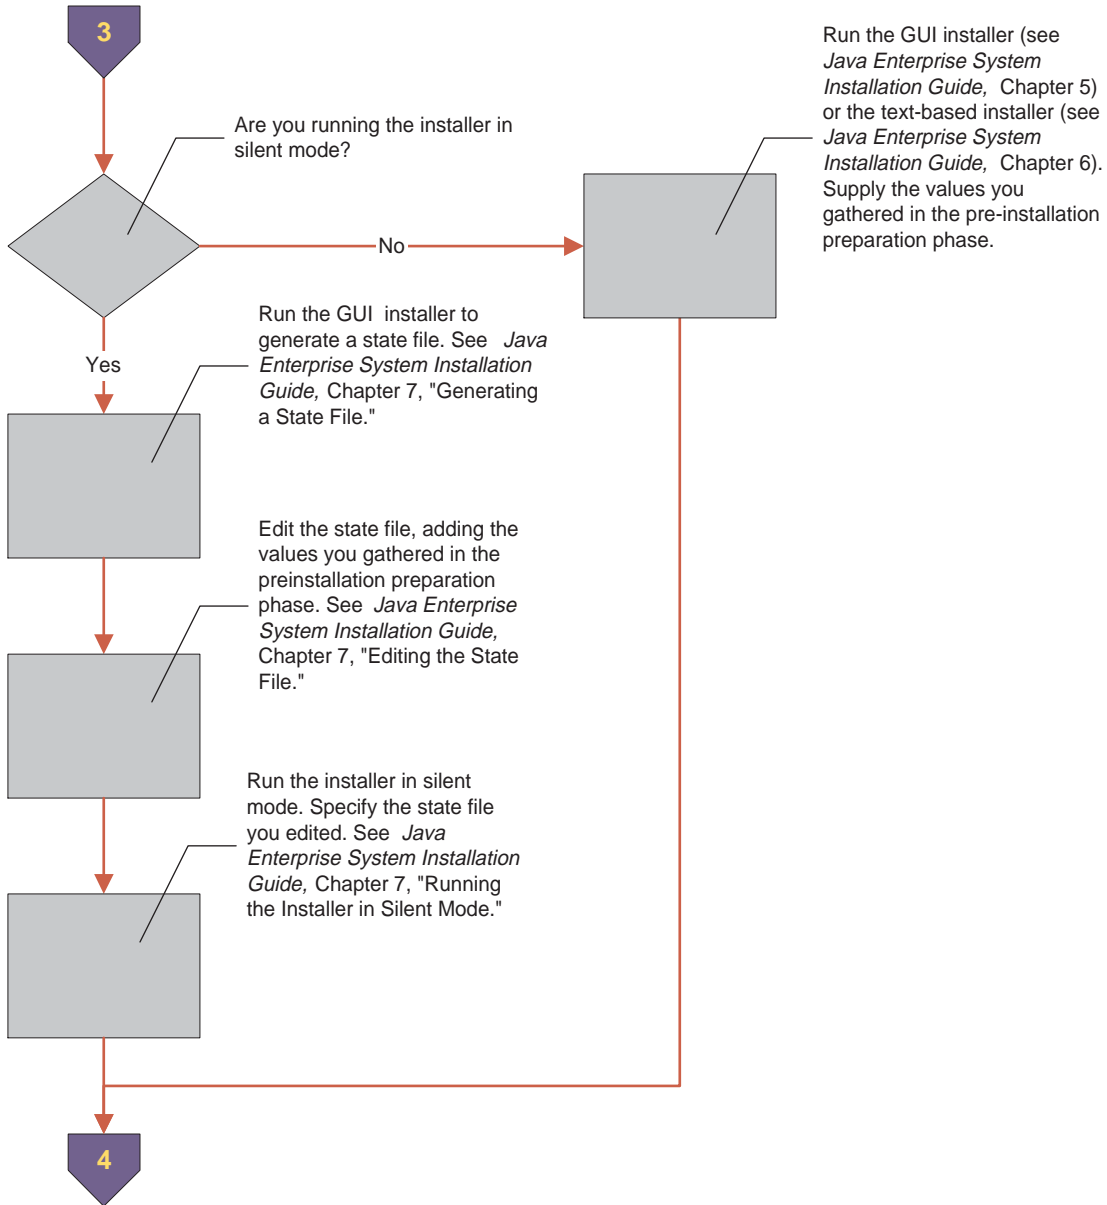 3
Run the GUI installer (see
Java Enterprise System
Installation Guide, Chapter 5)
or the text-based installer (see
Java Enterprise System
Installation Guide, Chapter 6).
Supply the values you
gathered in the pre-installation
preparation phase.
Are you running the installer in
silent mode?
No
Yes
Run the GUI installer to
generate a state file. See Java
Enterprise System Installation
Guide, Chapter 7, "Generating
a State File."
Edit the state file, adding the
values you gathered in the
preinstallation preparation
phase. See Java Enterprise
System Installation Guide,
Chapter 7, "Editing the State
File."
Run the installer in silent
mode. Specify the state file
you edited. See Java
Enterprise System Installation
Guide, Chapter 7, "Running
the Installer in Silent Mode."
4